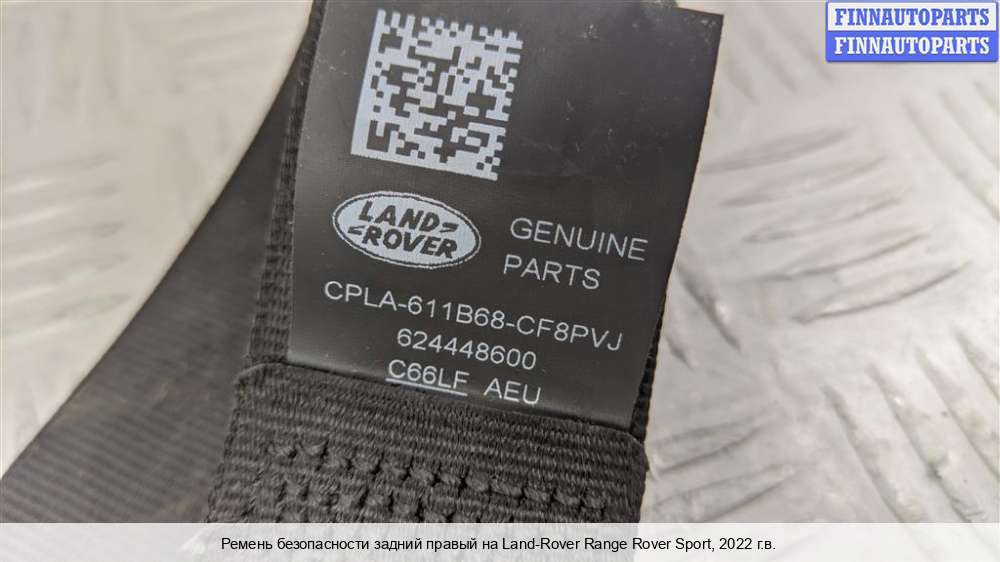 FINNAUTOPARTS
FINNAUTOPARTS
LAND
ROVER
GENUINE
PARTS
CPLA-611B68-CF8PVJ
624448600
C66LF AEU
Ремень безопасности задний правый на Land-Rover Range Rover Sport, 2022 г.в.